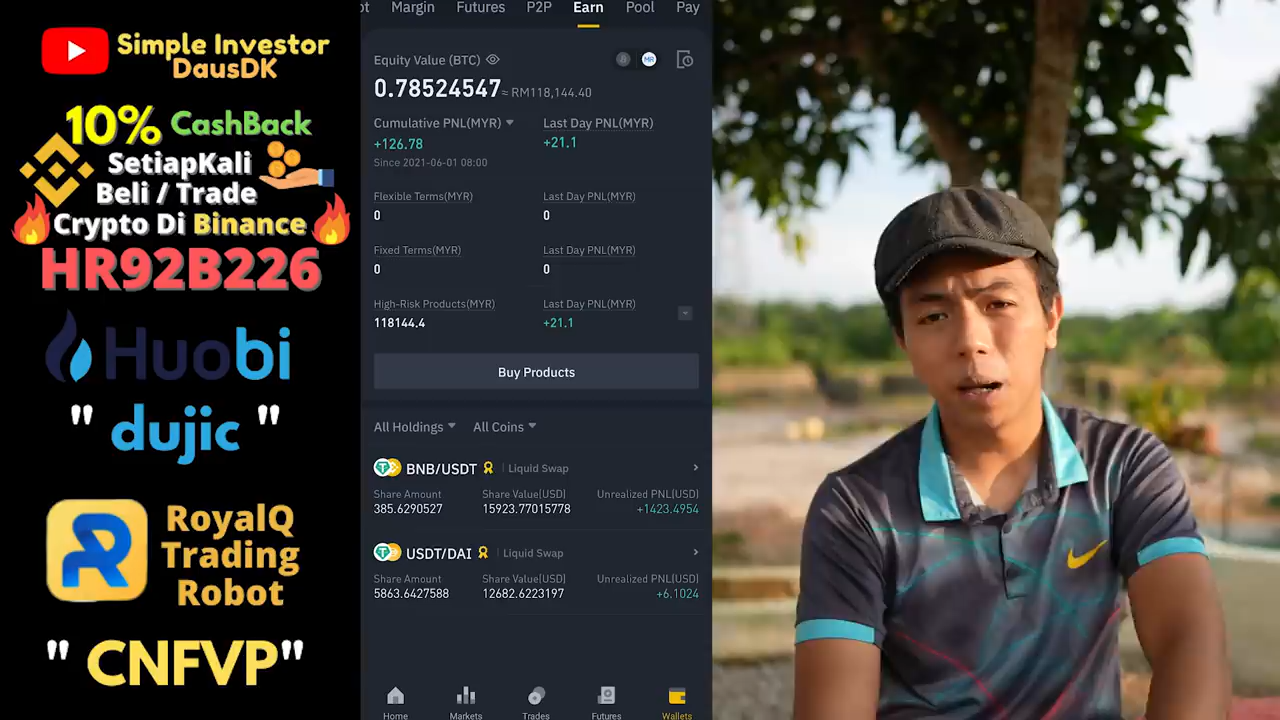 Simple Investor
DausDK
10% CashBack
SetiapKali
Beli / Trade
Crypto Di Binance
HR92B226
Huobi
" dujic "
RoyalQ
Trading
Robot
" CNFVP"
ot Margin Futures P2P Earn Pool Pay
Equity Value (BTC)
0.78524547 ≈ RM118,144.40
Cumulative PNL(MYR) Last Day PNL(MYR)
+126.78 +21.1
Since 2021-06-01 08:00
Flexible Terms(MYR) Last Day PNL(MYR)
0 0
Fixed Terms(MYR) Last Day PNL(MYR)
0 0
High-Risk Products(MYR) Last Day PNL(MYR)
118144.4 +21.1
Buy Products
All Holdings All Coins
BNB/USDT Liquid Swap
Share Amount Share Value(USD) Unrealized PNL(USD)
385.6290527 15923.77015778 +1423.4954
USDT/DAI Liquid Swap
Share Amount Share Value(USD) Unrealized PNL(USD)
5863.6427588 12682.6223197 +6.1024
Home Markets Trades Futures Wallets